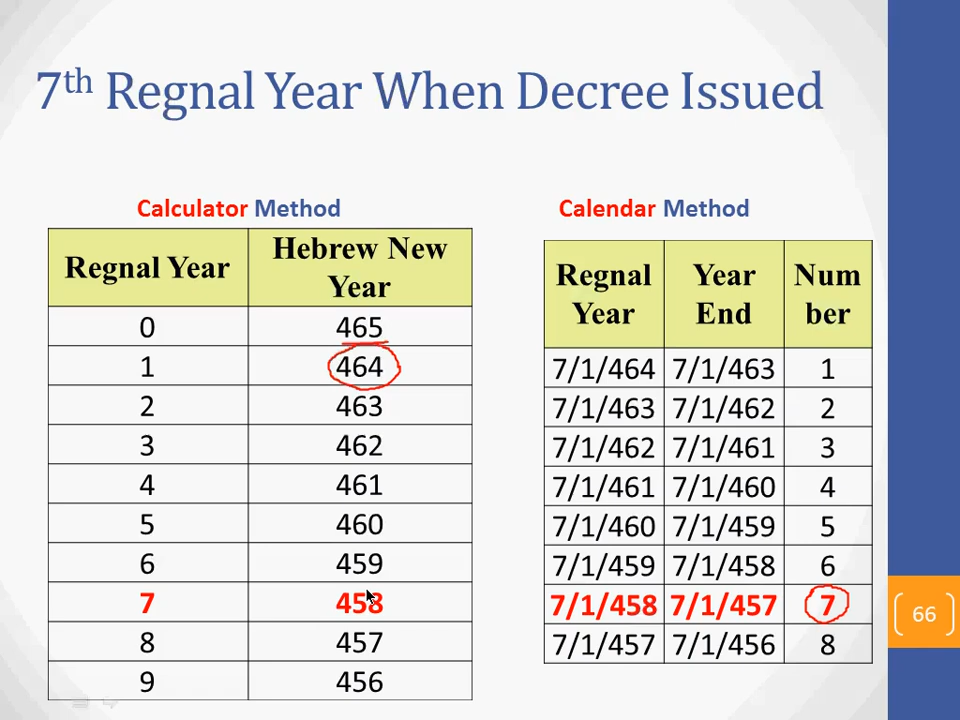 7th Regnal Year When Decree Issued
Calculator Method
Regnal Year Hebrew New Year
0 465
1 464
2 463
3 462
4 461
5 460
6 459
7 458
8 457
9 456
Calendar Method
Regnal Year Year End Num ber
7/1/464 7/1/463 1
7/1/463 7/1/462 2
7/1/462 7/1/461 3
7/1/461 7/1/460 4
7/1/460 7/1/459 5
7/1/459 7/1/458 6
7/1/458 7/1/457 7
7/1/457 7/1/456 8
66